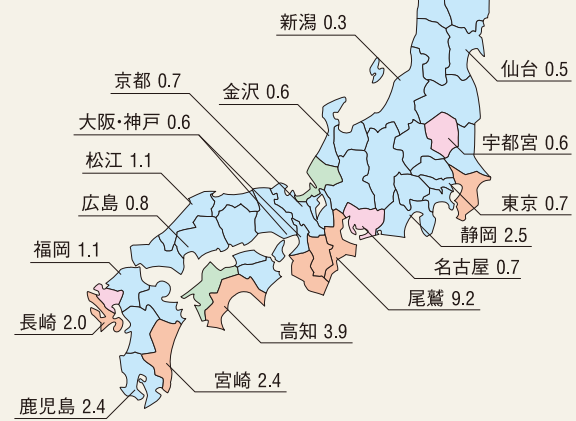 新潟 0.3
仙台 0.5
京都 0.7
金沢 0.6
大阪・神戸 0.6
宇都宮 0.6
松江 1.1
広島 0.8
東京 0.7
静岡 2.5
福岡 1.1
名古屋 0.7
尾鷲 9.2
長崎 2.0
高知 3.9
宮崎 2.4
鹿児島 2.4